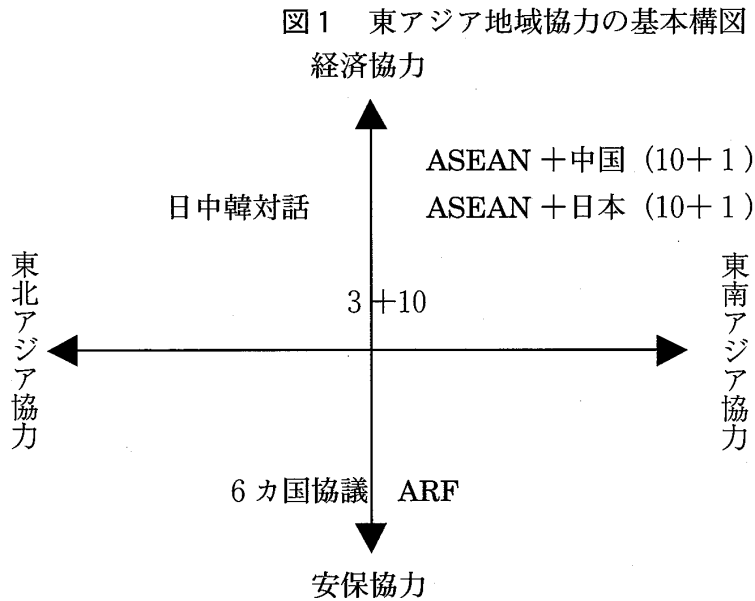 図1 東アジア地域協力の基本構図
経済協力
ASEAN+中国(10+1)
日中韓対話 ASEAN+日本(10+1)
東北アジア協力
東南アジア協力
3+10
6カ国協議 ARF
安保協力